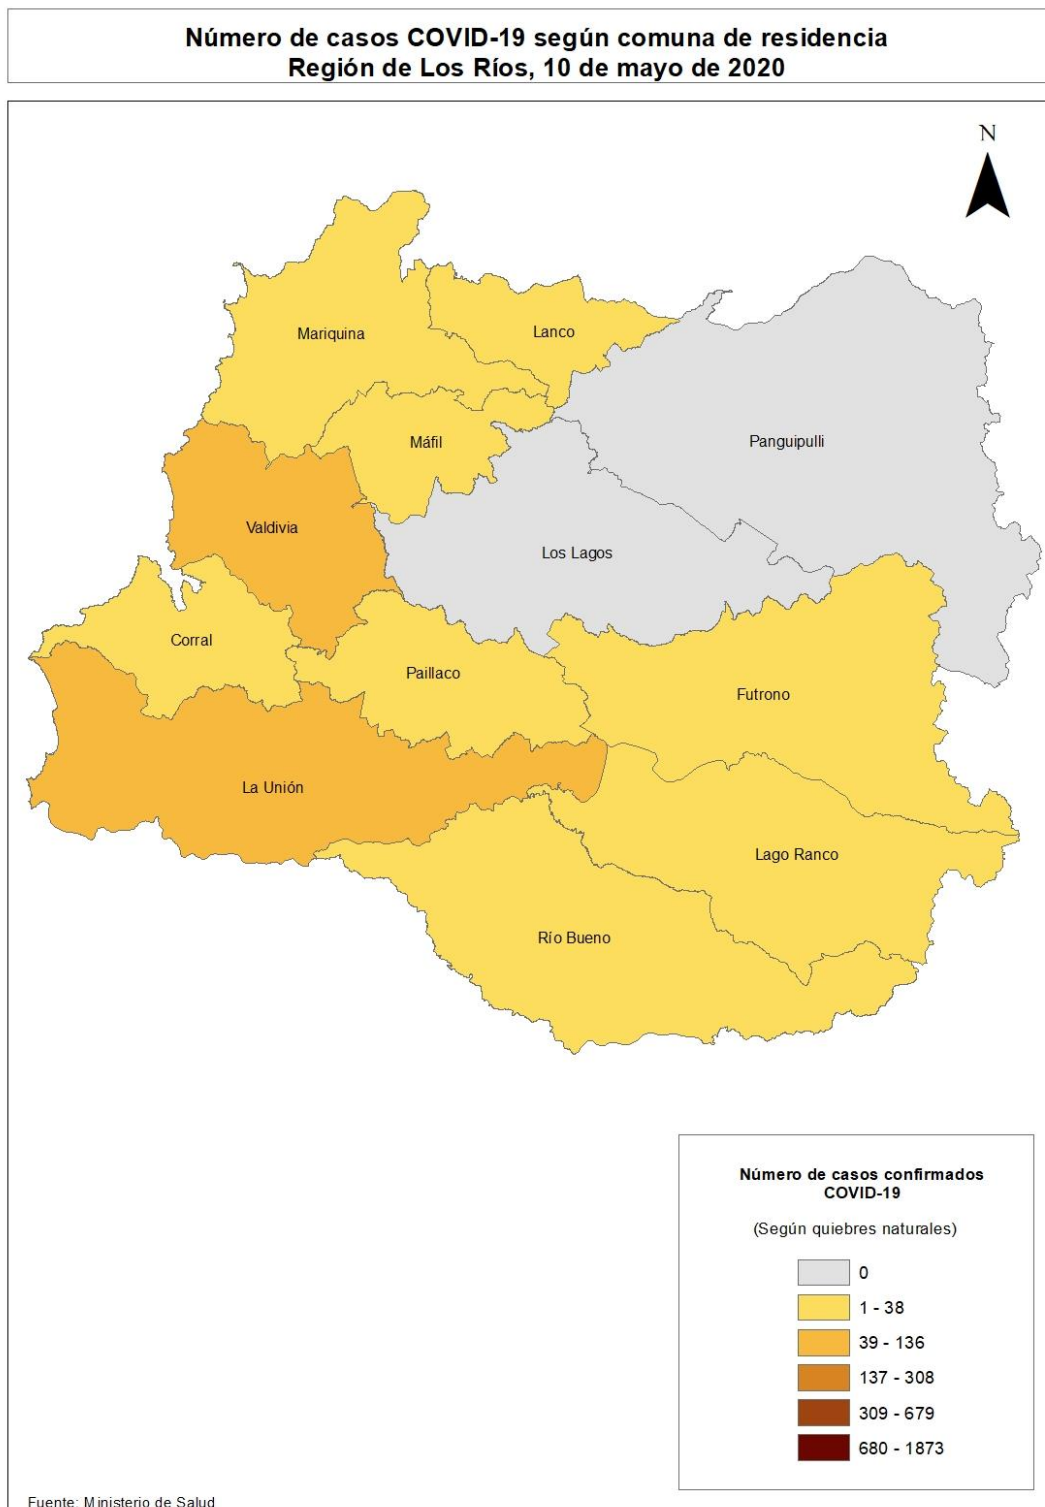 Número de casos COVID-19 según comuna de residencia
Región de Los Ríos, 10 de mayo de 2020
N
Mariquina
Lanco
Máfil
Panguipulli
Valdivia
Los Lagos
Corral
Paillaco
Futrono
La Unión
Lago Ranco
Río Bueno
Número de casos confirmados
COVID-19
(Según quiebres naturales)
0
1 - 38
39 - 136
137 - 308
309 - 679
680 - 1873
Fuente: Ministerio de Salud